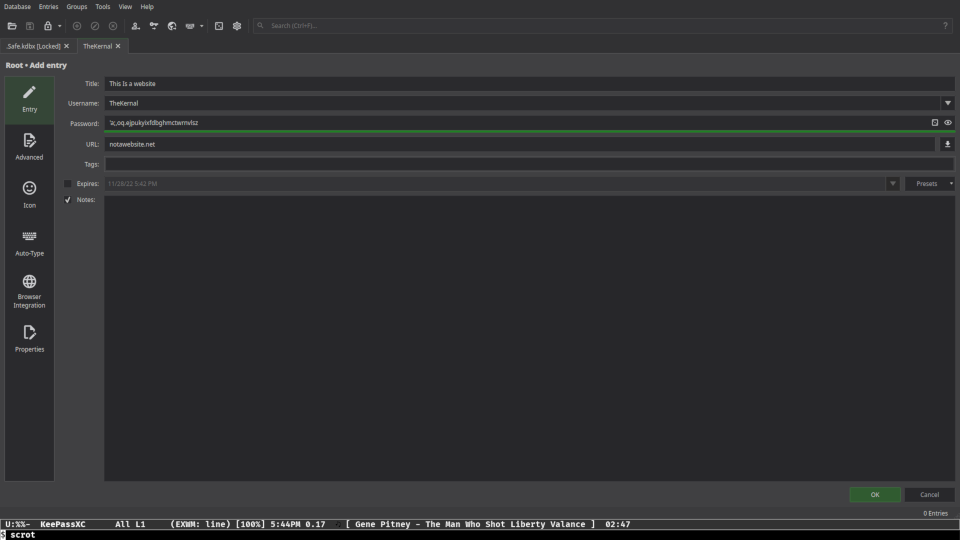 Database Entries Groups Tools View Help
Search (Ctrl+F)... ?
.Safe.kdbx [Locked] TheKernal
Root • Add entry
Entry
Advanced
Icon
Auto-Type
Browser
Integration
Properties
Title: This Is a website
Username: TheKernal
Password: 'a;,oq.ejpukyixfdbghmctwrnvlsz
URL: notawebsite.net
Tags:
Expires: 11/28/22 5:42 PM Presets
Notes:
OK Cancel
0 Entries
U:%%- KeePassXC All L1 (EXWM: line) [100%] 5:44PM 0.17 [ Gene Pitney - The Man Who Shot Liberty Valance ] 02:47
$ scrot